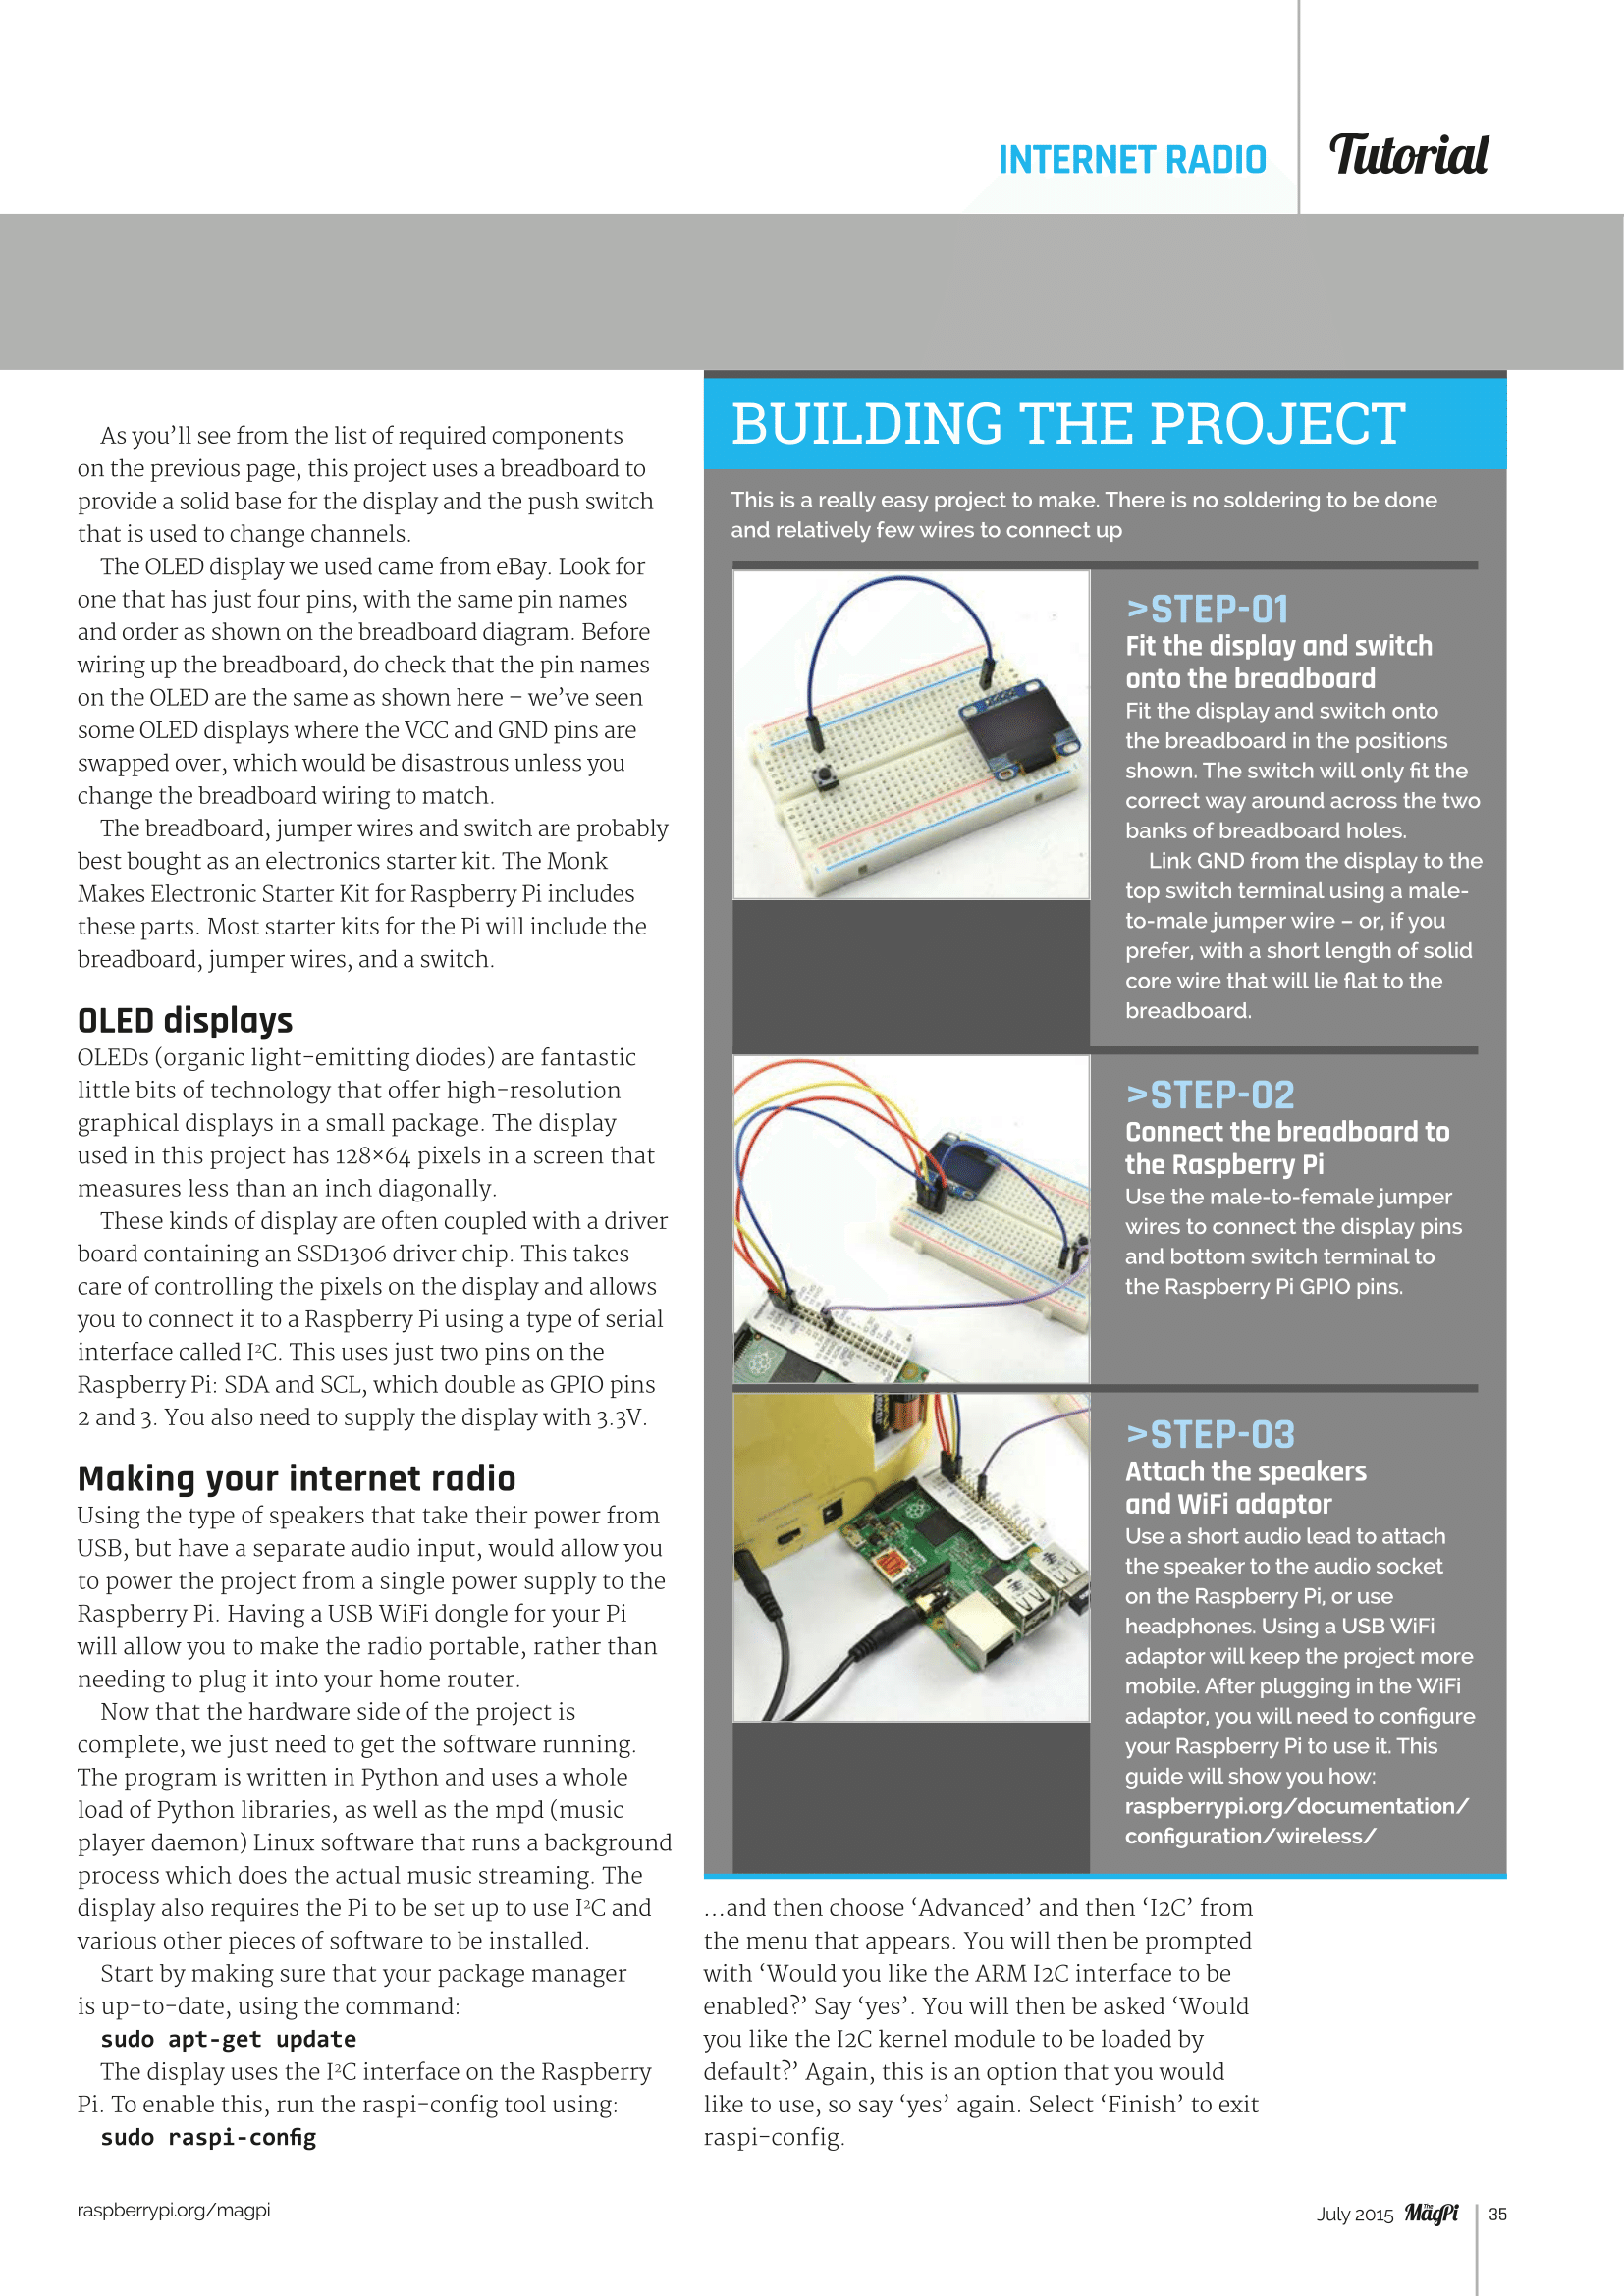 INTERNET RADIO
Tutorial
As you’ll see from the list of required components
on the previous page, this project uses a breadboard to
provide a solid base for the display and the push switch
that is used to change channels.
The OLED display we used came from eBay. Look for
one that has just four pins, with the same pin names
and order as shown on the breadboard diagram. Before
wiring up the breadboard, do check that the pin names
on the OLED are the same as shown here – we’ve seen
some OLED displays where the VCC and GND pins are
swapped over, which would be disastrous unless you
change the breadboard wiring to match.
The breadboard, jumper wires and switch are probably
best bought as an electronics starter kit. The Monk
Makes Electronic Starter Kit for Raspberry Pi includes
these parts. Most starter kits for the Pi will include the
breadboard, jumper wires, and a switch.
OLED displays
OLEDs (organic light-emitting diodes) are fantastic
little bits of technology that offer high-resolution
graphical displays in a small package. The display
used in this project has 128×64 pixels in a screen that
measures less than an inch diagonally.
These kinds of display are often coupled with a driver
board containing an SSD1306 driver chip. This takes
care of controlling the pixels on the display and allows
you to connect it to a Raspberry Pi using a type of serial
interface called I²C. This uses just two pins on the
Raspberry Pi: SDA and SCL, which double as GPIO pins
2 and 3. You also need to supply the display with 3.3V.
Making your internet radio
Using the type of speakers that take their power from
USB, but have a separate audio input, would allow you
to power the project from a single power supply to the
Raspberry Pi. Having a USB WiFi dongle for your Pi
will allow you to make the radio portable, rather than
needing to plug it into your home router.
Now that the hardware side of the project is
complete, we just need to get the software running.
The program is written in Python and uses a whole
load of Python libraries, as well as the mpd (music
player daemon) Linux software that runs a background
process which does the actual music streaming. The
display also requires the Pi to be set up to use I²C and
various other pieces of software to be installed.
Start by making sure that your package manager
is up-to-date, using the command:
sudo apt-get update
The display uses the I²C interface on the Raspberry
Pi. To enable this, run the raspi-config tool using:
sudo raspi-config
BUILDING THE PROJECT
This is a really easy project to make. There is no soldering to be done
and relatively few wires to connect up
>STEP-01
Fit the display and switch
onto the breadboard
Fit the display and switch onto
the breadboard in the positions
shown. The switch will only fit the
correct way around across the two
banks of breadboard holes.
Link GND from the display to the
top switch terminal using a male-
to-male jumper wire – or, if you
prefer, with a short length of solid
core wire that will lie flat to the
breadboard.
>STEP-02
Connect the breadboard to
the Raspberry Pi
Use the male-to-female jumper
wires to connect the display pins
and bottom switch terminal to
the Raspberry Pi GPIO pins.
>STEP-03
Attach the speakers
and WiFi adaptor
Use a short audio lead to attach
the speaker to the audio socket
on the Raspberry Pi, or use
headphones. Using a USB WiFi
adaptor will keep the project more
mobile. After plugging in the WiFi
adaptor, you will need to configure
your Raspberry Pi to use it. This
guide will show you how:
raspberrypi.org/documentation/
configuration/wireless/
...and then choose ‘Advanced’ and then ‘I2C’ from
the menu that appears. You will then be prompted
with ‘Would you like the ARM I2C interface to be
enabled?’ Say ‘yes’. You will then be asked ‘Would
you like the I2C kernel module to be loaded by
default?’ Again, this is an option that you would
like to use, so say ‘yes’ again. Select ‘Finish’ to exit
raspi-config.
raspberrypi.org/magpi
July 2015 The MagPi 35